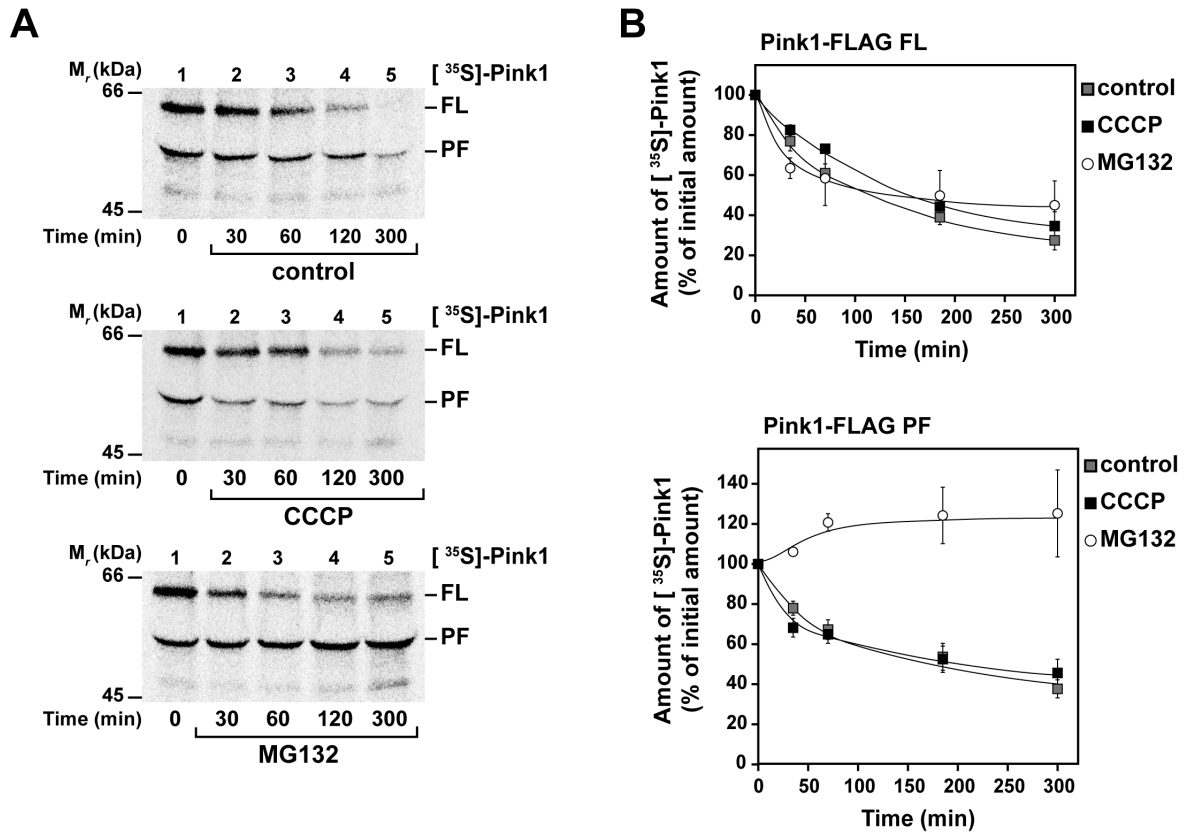 A
M_r (kDa) 1 2 3 4 5 [ ³⁵S]-Pink1
66
FL
PF
45
Time (min) 0 30 60 120 300
control
M_r (kDa) 1 2 3 4 5 [ ³⁵S]-Pink1
66
FL
PF
45
Time (min) 0 30 60 120 300
CCCP
M_r (kDa) 1 2 3 4 5 [ ³⁵S]-Pink1
66
FL
PF
45
Time (min) 0 30 60 120 300
MG132
B
Pink1-FLAG FL
Amount of [ ³⁵S]-Pink1
(% of initial amount)
100
80
60
40
20
0
0 50 100 150 200 250 300
Time (min)
control
CCCP
MG132
Pink1-FLAG PF
Amount of [ ³⁵S]-Pink1
(% of initial amount)
140
120
100
80
60
40
20
0
0 50 100 150 200 250 300
Time (min)
control
CCCP
MG132